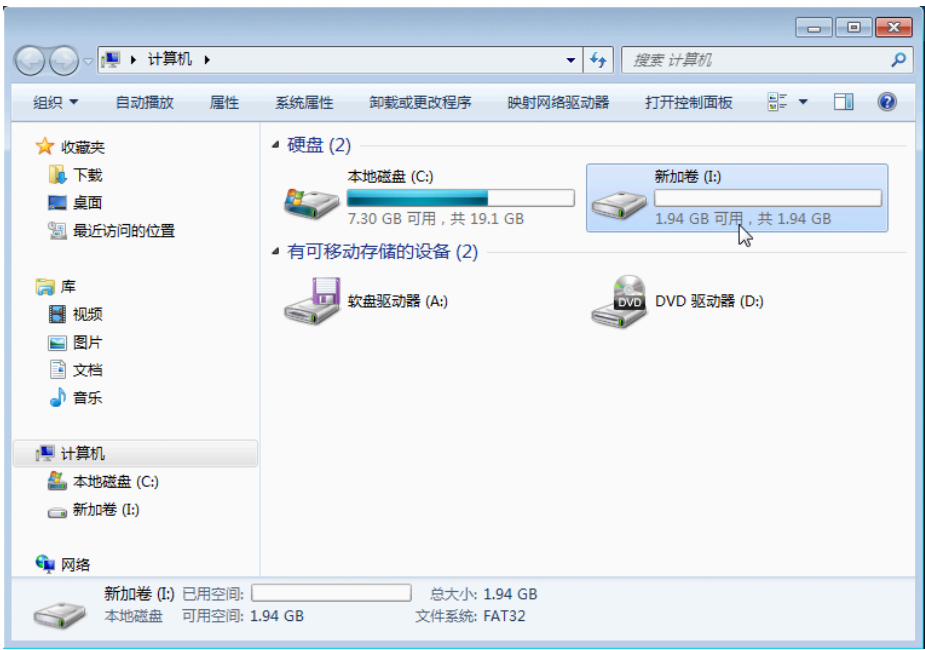 计算机
搜索 计算机
组织 自动播放 属性 系统属性 卸载或更改程序 映射网络驱动器 打开控制面板
收藏夹
下载
桌面
最近访问的位置
库
视频
图片
文档
音乐
计算机
本地磁盘 (C:)
新加卷 (I:)
网络
硬盘 (2)
本地磁盘 (C:)
7.30 GB 可用，共 19.1 GB
新加卷 (I:)
1.94 GB 可用，共 1.94 GB
有可移动存储的设备 (2)
软盘驱动器 (A:)
DVD
DVD 驱动器 (D:)
新加卷 (I:) 已用空间: 总大小: 1.94 GB
本地磁盘 可用空间: 1.94 GB 文件系统: FAT32